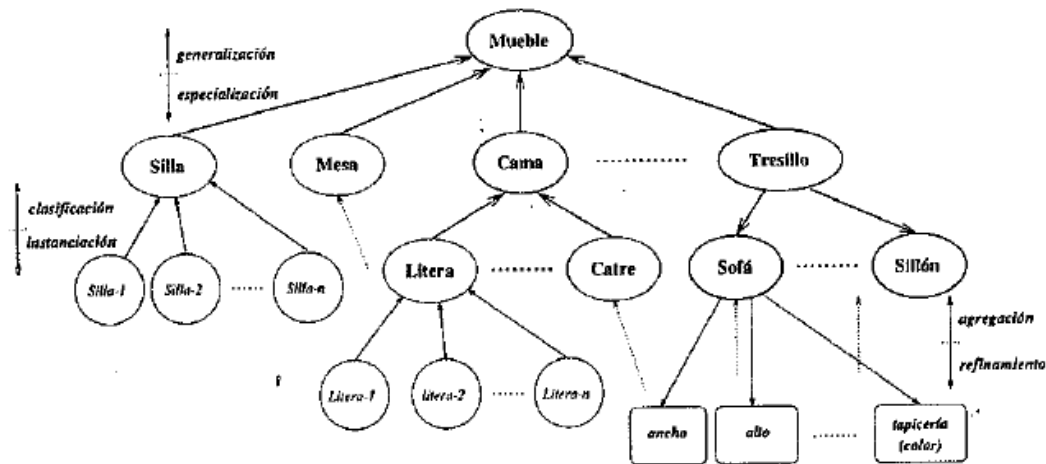 Mueble
generalización
especialización
Silla
Mesa
Cama
Tresillo
clasificación
instanciación
Litera
Catre
Sofá
Sillón
Silla-1
Silla-2
Silla-n
agregación
refinamiento
Litera-1
litera-2
Litera-n
ancho
alto
tapicería
(color)